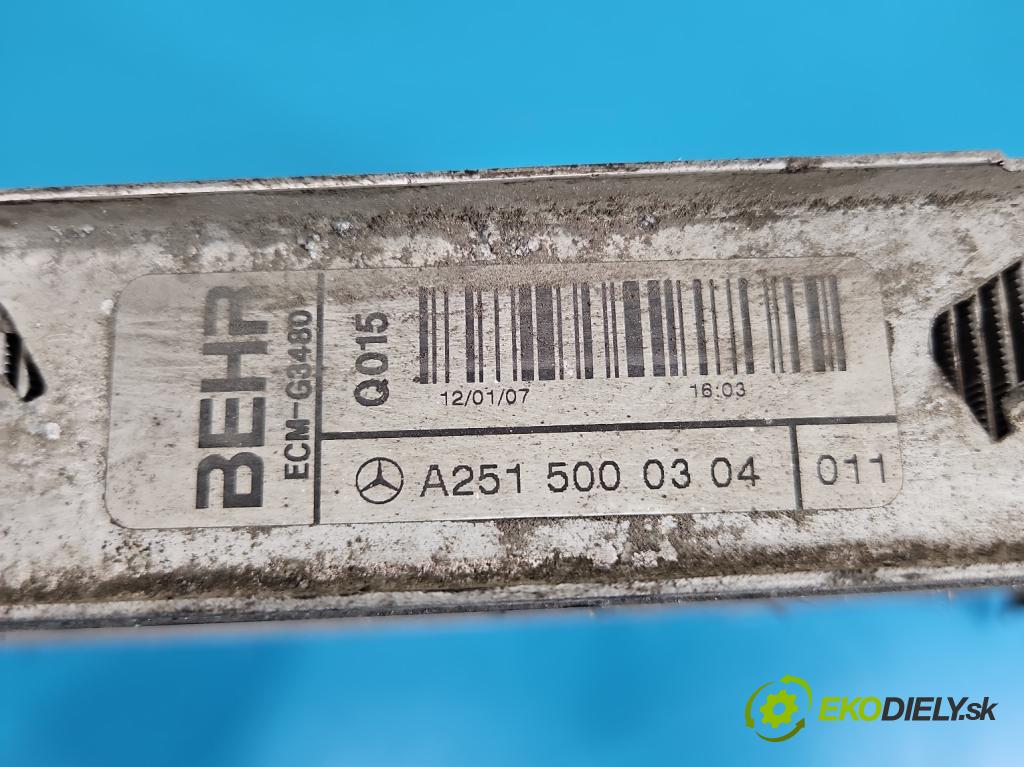 BEHR
ECM-G3480
Q015
12/01/07 16:03
A251 500 03 04 011
EKODIELY.sk